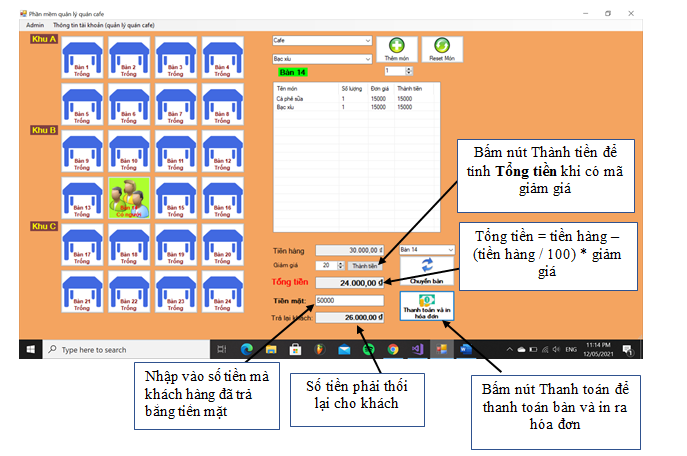 Phần mềm quản lý quán cafe
Admin Thông tin tài khoản (quản lý quán cafe)
Khu A
Bàn 1 Bàn 2 Bàn 3 Bàn 4
Trống Trống Trống Trống
Bàn 5 Bàn 6 Bàn 7 Bàn 8
Trống Trống Trống Trống
Khu B
Bàn 9 Bàn 10 Bàn 11 Bàn 12
Trống Trống Trống Trống
Bàn 13 Bàn 14 Bàn 15 Bàn 16
Trống Có người Trống Trống
Khu C
Bàn 17 Bàn 18 Bàn 19 Bàn 20
Trống Trống Trống Trống
Bàn 21 Bàn 22 Bàn 23 Bàn 24
Trống Trống Trống Trống
Cafe
Bạc xíu
Thêm món Reset Món
Bàn 14
1
Tên món Số lượng Đơn giá Thành tiền
Cà phê sữa 1 15000 15000
Bạc xíu 1 15000 15000
Tiền hàng 30.000,00 đ Bàn 14
Giảm giá 20 Thành tiền
Chuyển bàn
Tổng tiền 24.000,00 đ
Tiền mặt: 50000
Thanh toán và in
hóa đơn
Trả lại khách: 26.000,00 đ
Type here to search
ENG
11:14 PM
12/05/2021
1
Bấm nút Thành tiền để
tính Tổng tiền khi có mã
giảm giá
Tổng tiền = tiền hàng –
(tiền hàng / 100) * giảm
giá
Nhập vào số tiền mà
khách hàng đã trả
bằng tiền mặt
Số tiền phải thối
lại cho khách
Bấm nút Thanh toán để
thanh toán bàn và in ra
hóa đơn